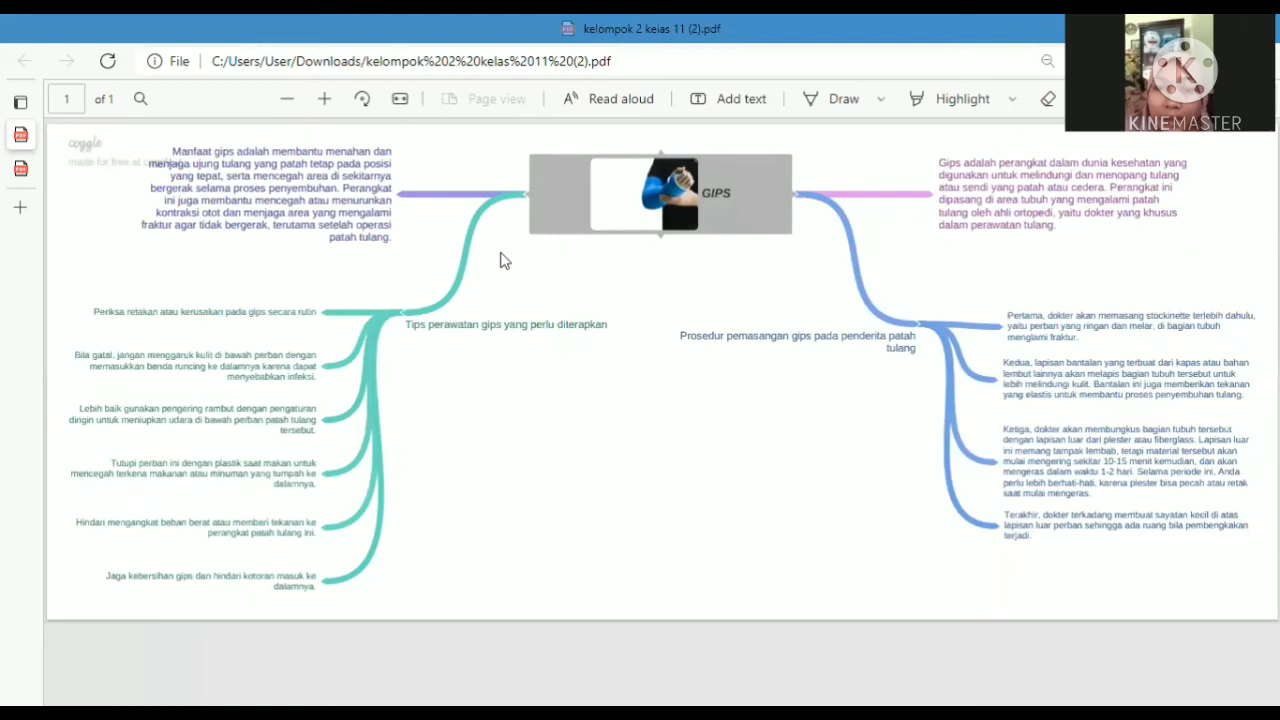 kelompok 2 kelas 11 (2).pdf
File
C:/Users/User/Downloads/kelompok%202%20kelas%2011%20(2).pdf
1
of 1
Page view
Read aloud
Add text
Draw
Highlight
KINEMASTER
coggle
made for free at
Manfaat gips adalah membantu menahan dan
menjaga ujung tulang yang patah tetap pada posisi
yang tepat, serta mencegah area di sekitarnya
bergerak selama proses penyembuhan. Perangkat
ini juga membantu mencegah atau menurunkan
kontraksi otot dan menjaga area yang mengalami
fraktur agar tidak bergerak, terutama setelah operasi
patah tulang.
GIPS
Gips adalah perangkat dalam dunia kesehatan yang
digunakan untuk melindungi dan menopang tulang
atau sendi yang patah atau cedera. Perangkat ini
dipasang di area tubuh yang mengalami patah
tulang oleh ahli ortopedi, yaitu dokter yang khusus
dalam perawatan tulang.
Tips perawatan gips yang perlu diterapkan
Periksa retakan atau kerusakan pada gips secara rutin
Bila gatal, jangan menggaruk kulit di bawah perban dengan
memasukkan benda runcing ke dalamnya karena dapat
menyebabkan infeksi.
Lebih baik gunakan pengering rambut dengan pengaturan
dingin untuk meniupkan udara di bawah perban patah tulang
tersebut.
Tutupi perban ini dengan plastik saat makan untuk
mencegah terkena makanan atau minuman yang tumpah ke
dalamnya.
Hindari mengangkat beban berat atau memberi tekanan ke
perangkat patah tulang ini.
Jaga kebersihan gips dan hindari kotoran masuk ke
dalamnya.
Prosedur pemasangan gips pada penderita patah
tulang
Pertama, dokter akan memasang stockinette terlebih dahulu,
yaitu perban yang ringan dan melar, di bagian tubuh
menglami fraktur.
Kedua, lapisan bantalan yang terbuat dari kapas atau bahan
lembut lainnya akan melapis bagian tubuh tersebut untuk
lebih melindungi kulit. Bantalan ini juga memberikan tekanan
yang elastis untuk membantu proses penyembuhan tulang.
Ketiga, dokter akan membungkus bagian tubuh tersebut
dengan lapisan luar dari plester atau fiberglass. Lapisan luar
ini memang tampak lembab, tetapi material tersebut akan
mulai mengering sekitar 10-15 menit kemudian, dan akan
mengeras dalam waktu 1-2 hari. Selama periode ini, Anda
perlu lebih berhati-hati, karena plester bisa pecah atau retak
saat mulai mengeras.
Terakhir, dokter terkadang membuat sayatan kecil di atas
lapisan luar perban sehingga ada ruang bila pembengkakan
terjadi.